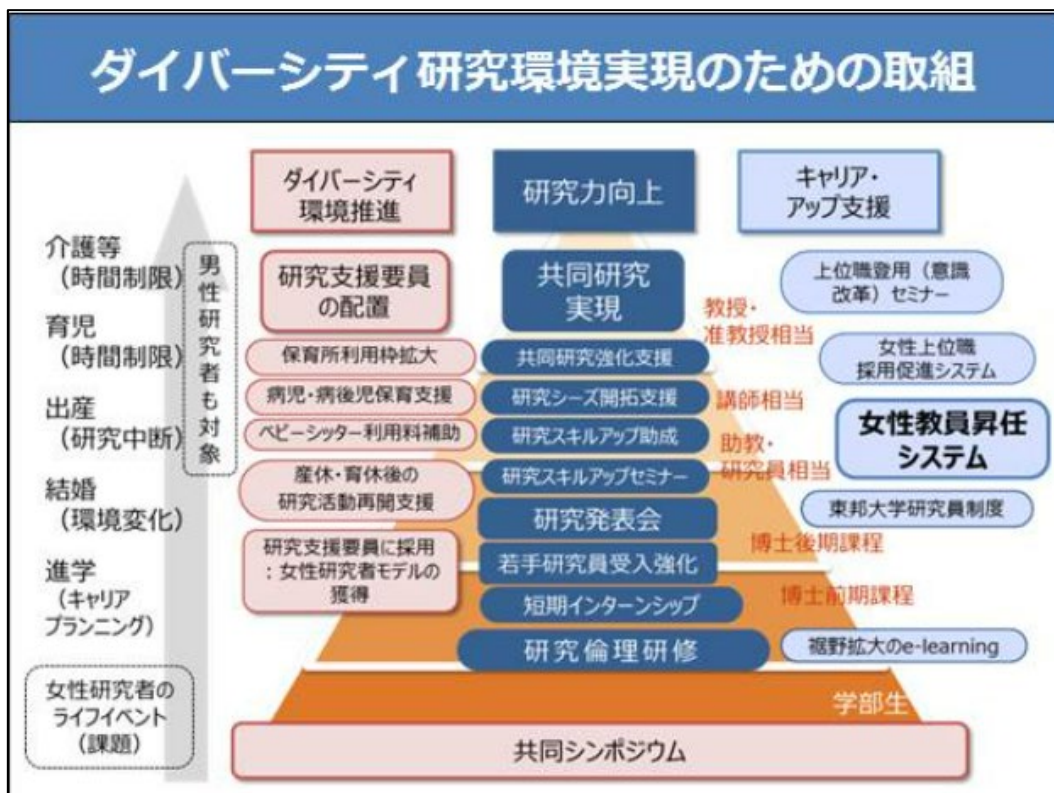 ダイバーシティ研究環境実現のための取組
ダイバーシティ
環境推進
研究力向上
キャリア・
アップ支援
介護等
(時間制限)
育児
(時間制限)
出産
(研究中断)
結婚
(環境変化)
進学
(キャリア
プランニング)
女性研究者の
ライフイベント
(課題)
男性研究者も対象
研究支援要員
の配置
保育所利用枠拡大
病児・病後児保育支援
ベビーシッター利用料補助
産休・育休後の
研究活動再開支援
研究支援要員に採用
:女性研究者モデルの
獲得
共同研究
実現
共同研究強化支援
研究シーズ開拓支援
研究スキルアップ助成
研究スキルアップセミナー
研究発表会
若手研究員受入強化
短期インターンシップ
研究倫理研修
教授・
准教授相当
講師相当
助教・
研究員相当
博士後期課程
博士前期課程
学部生
上位職登用(意識
改革)セミナー
女性上位職
採用促進システム
女性教員昇任
システム
東邦大学研究員制度
裾野拡大のe-learning
共同シンポジウム